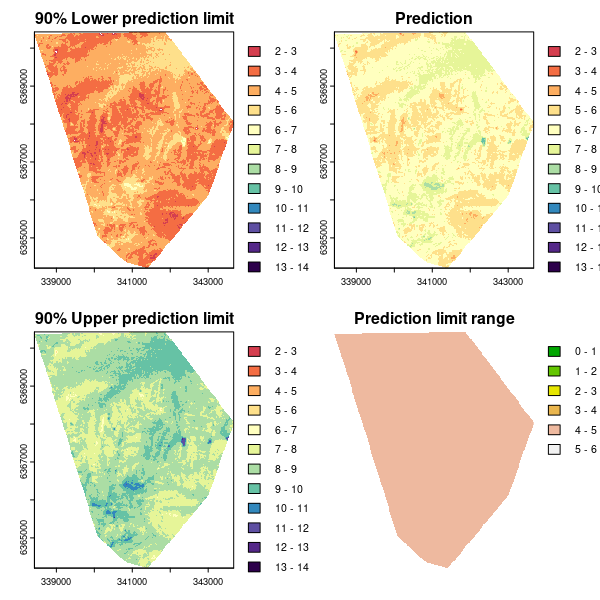 90% Lower prediction limit
2 - 3
3 - 4
4 - 5
5 - 6
6 - 7
7 - 8
8 - 9
9 - 10
10 - 11
11 - 12
12 - 13
13 - 14
6369000
6367000
6365000
339000 341000 343000
Prediction
2 - 3
3 - 4
4 - 5
5 - 6
6 - 7
7 - 8
8 - 9
9 - 10
10 - 1
11 - 1
12 - 1
13 - 1
6369000
6367000
6365000
339000 341000 343000
90% Upper prediction limit
2 - 3
3 - 4
4 - 5
5 - 6
6 - 7
7 - 8
8 - 9
9 - 10
10 - 11
11 - 12
12 - 13
13 - 14
6369000
6367000
6365000
339000 341000 343000
Prediction limit range
0 - 1
1 - 2
2 - 3
3 - 4
4 - 5
5 - 6